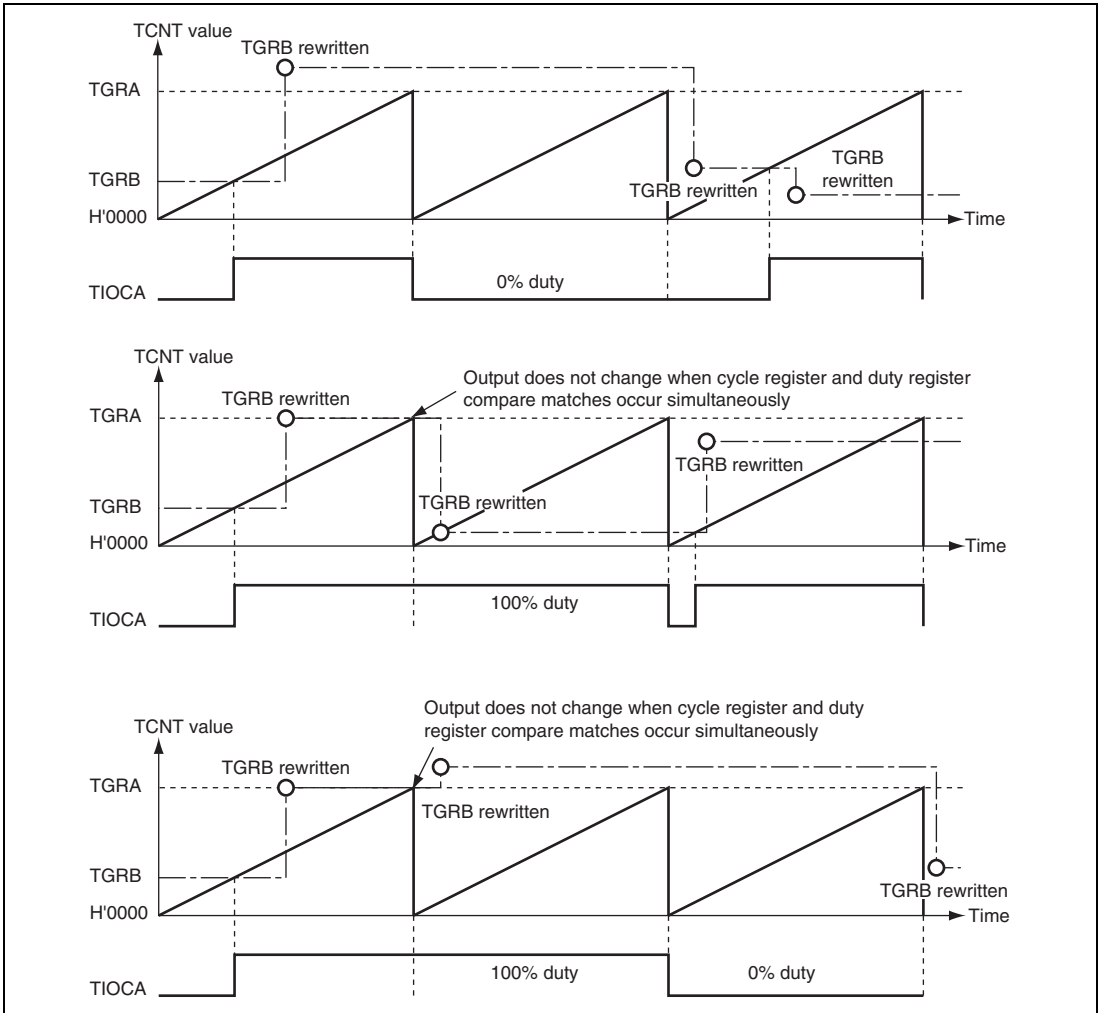 TCNT value
TGRB rewritten
TGRA
TGRB
rewritten
TGRB
TGRB rewritten
H'0000
Time
0% duty
TIOCA
TCNT value
Output does not change when cycle register and duty register
compare matches occur simultaneously
TGRB rewritten
TGRA
TGRB rewritten
TGRB rewritten
TGRB
H'0000
Time
100% duty
TIOCA
Output does not change when cycle register and duty
register compare matches occur simultaneously
TCNT value
TGRB rewritten
TGRA
TGRB rewritten
TGRB
TGRB rewritten
H'0000
Time
100% duty
0% duty
TIOCA